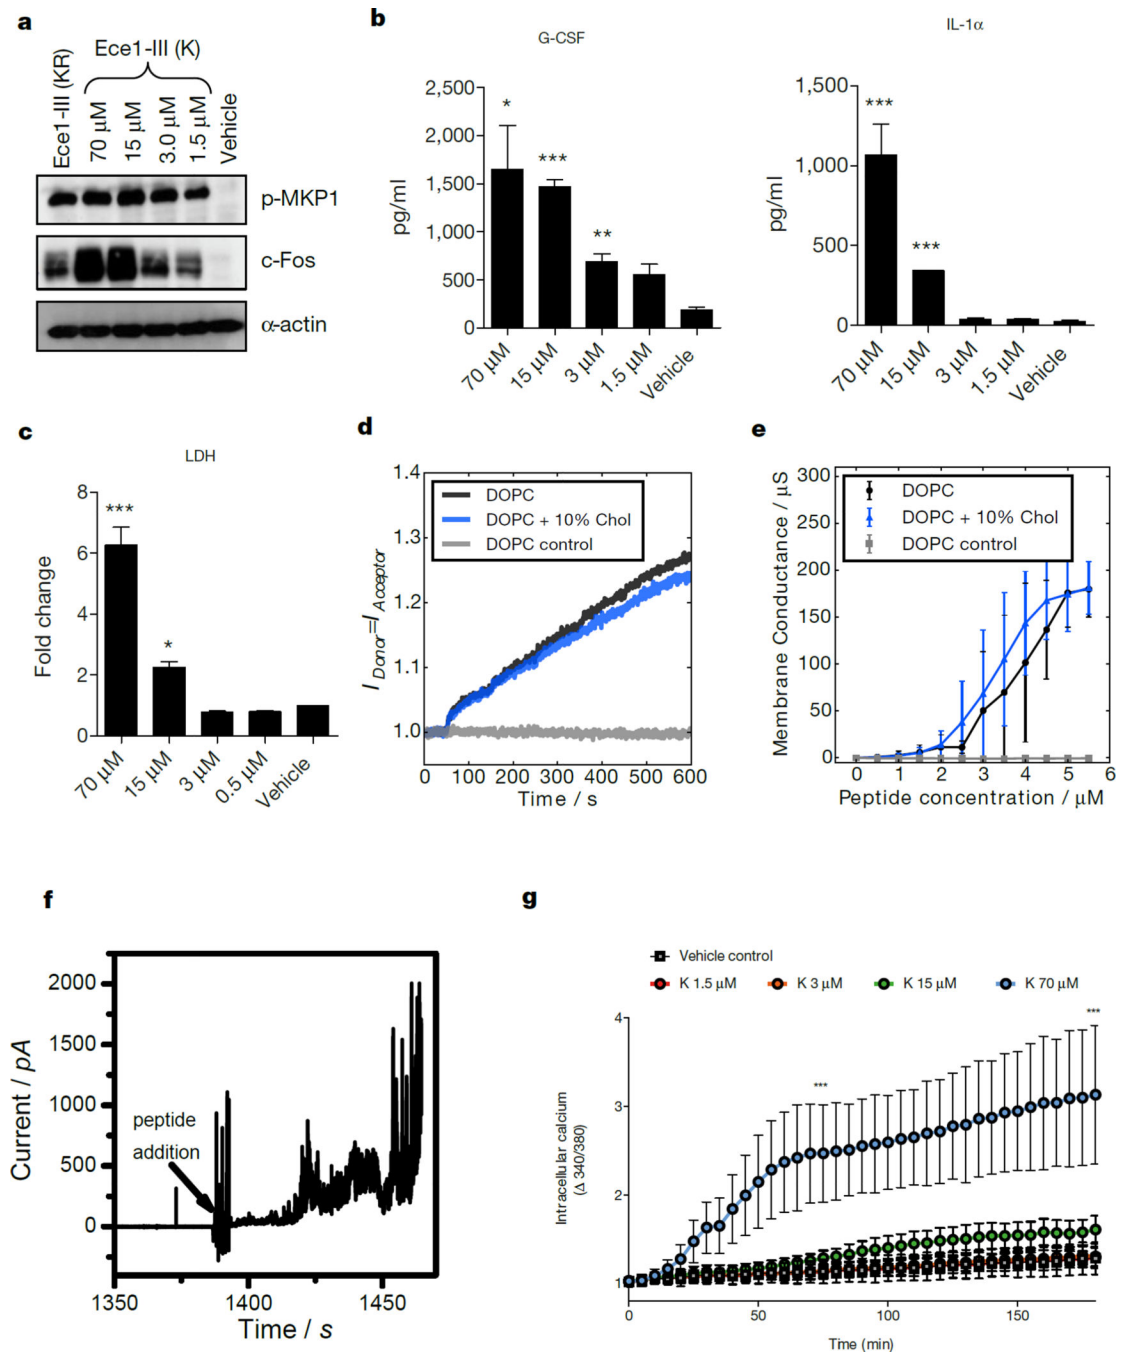 a
Ece1-III (K)
Ece1-III (KR)
70 µM
15 µM
3.0 µM
1.5 µM
Vehicle
p-MKP1
c-Fos
α-actin
b
G-CSF
2,500
2,000
1,500
1,000
500
0
pg/ml
*
***
**
70 µM
15 µM
3 µM
1.5 µM
Vehicle
IL-1α
1,500
1,000
500
0
pg/ml
***
***
70 µM
15 µM
3 µM
1.5 µM
Vehicle
c
LDH
8
6
4
2
0
Fold change
***
*
70 µM
15 µM
3 µM
0.5 µM
Vehicle
d
1.4
1.3
1.2
1.1
1.0
I Donor=I Acceptor
DOPC
DOPC + 10% Chol
DOPC control
0 100 200 300 400 500 600
Time / s
e
300
250
200
150
100
50
0
Membrane Conductance / µS
DOPC
DOPC + 10% Chol
DOPC control
0 1 2 3 4 5 6
Peptide concentration / µM
f
2000
1500
1000
500
0
Current / pA
peptide
addition
1350 1400 1450
Time / s
g
Vehicle control
K 1.5 µM K 3 µM K 15 µM K 70 µM
4
3
2
1
Intracellular calcium
(Δ 340/380)
***
***
0 50 100 150
Time (min)